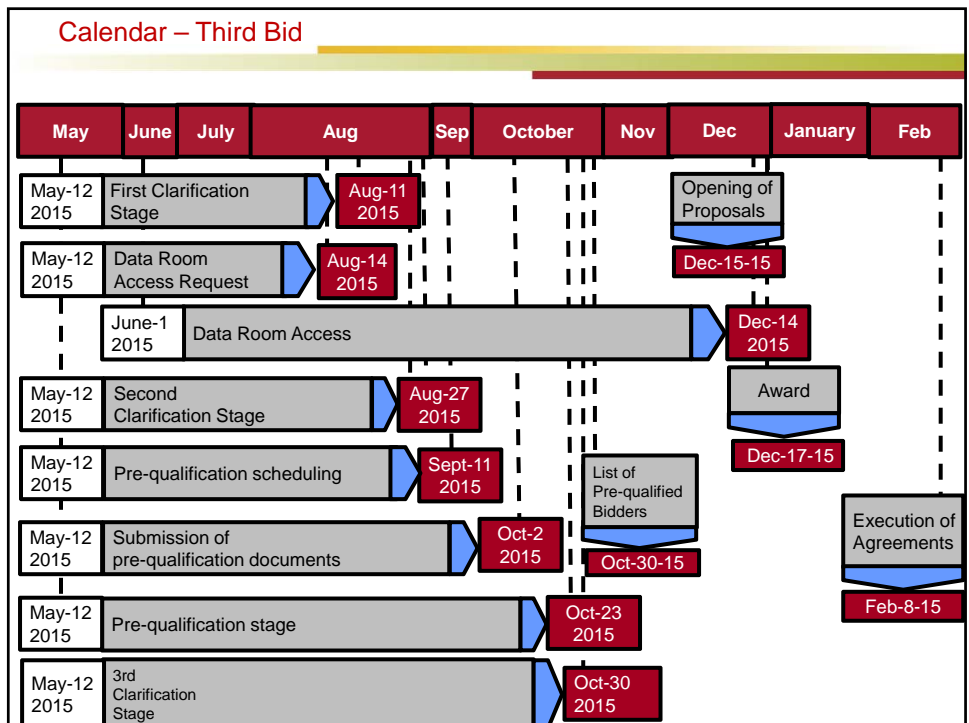 Calendar – Third Bid
May June July Aug Sep October Nov Dec January Feb
May-12
2015
First Clarification
Stage
Aug-11
2015
Opening of
Proposals
Dec-15-15
May-12
2015
Data Room
Access Request
Aug-14
2015
June-1
2015
Data Room Access
Dec-14
2015
May-12
2015
Second
Clarification Stage
Aug-27
2015
Award
Dec-17-15
May-12
2015
Pre-qualification scheduling
Sept-11
2015
List of
Pre-qualified
Bidders
Oct-30-15
May-12
2015
Submission of
pre-qualification documents
Oct-2
2015
Execution of
Agreements
Feb-8-15
May-12
2015
Pre-qualification stage
Oct-23
2015
May-12
2015
3rd
Clarification
Stage
Oct-30
2015